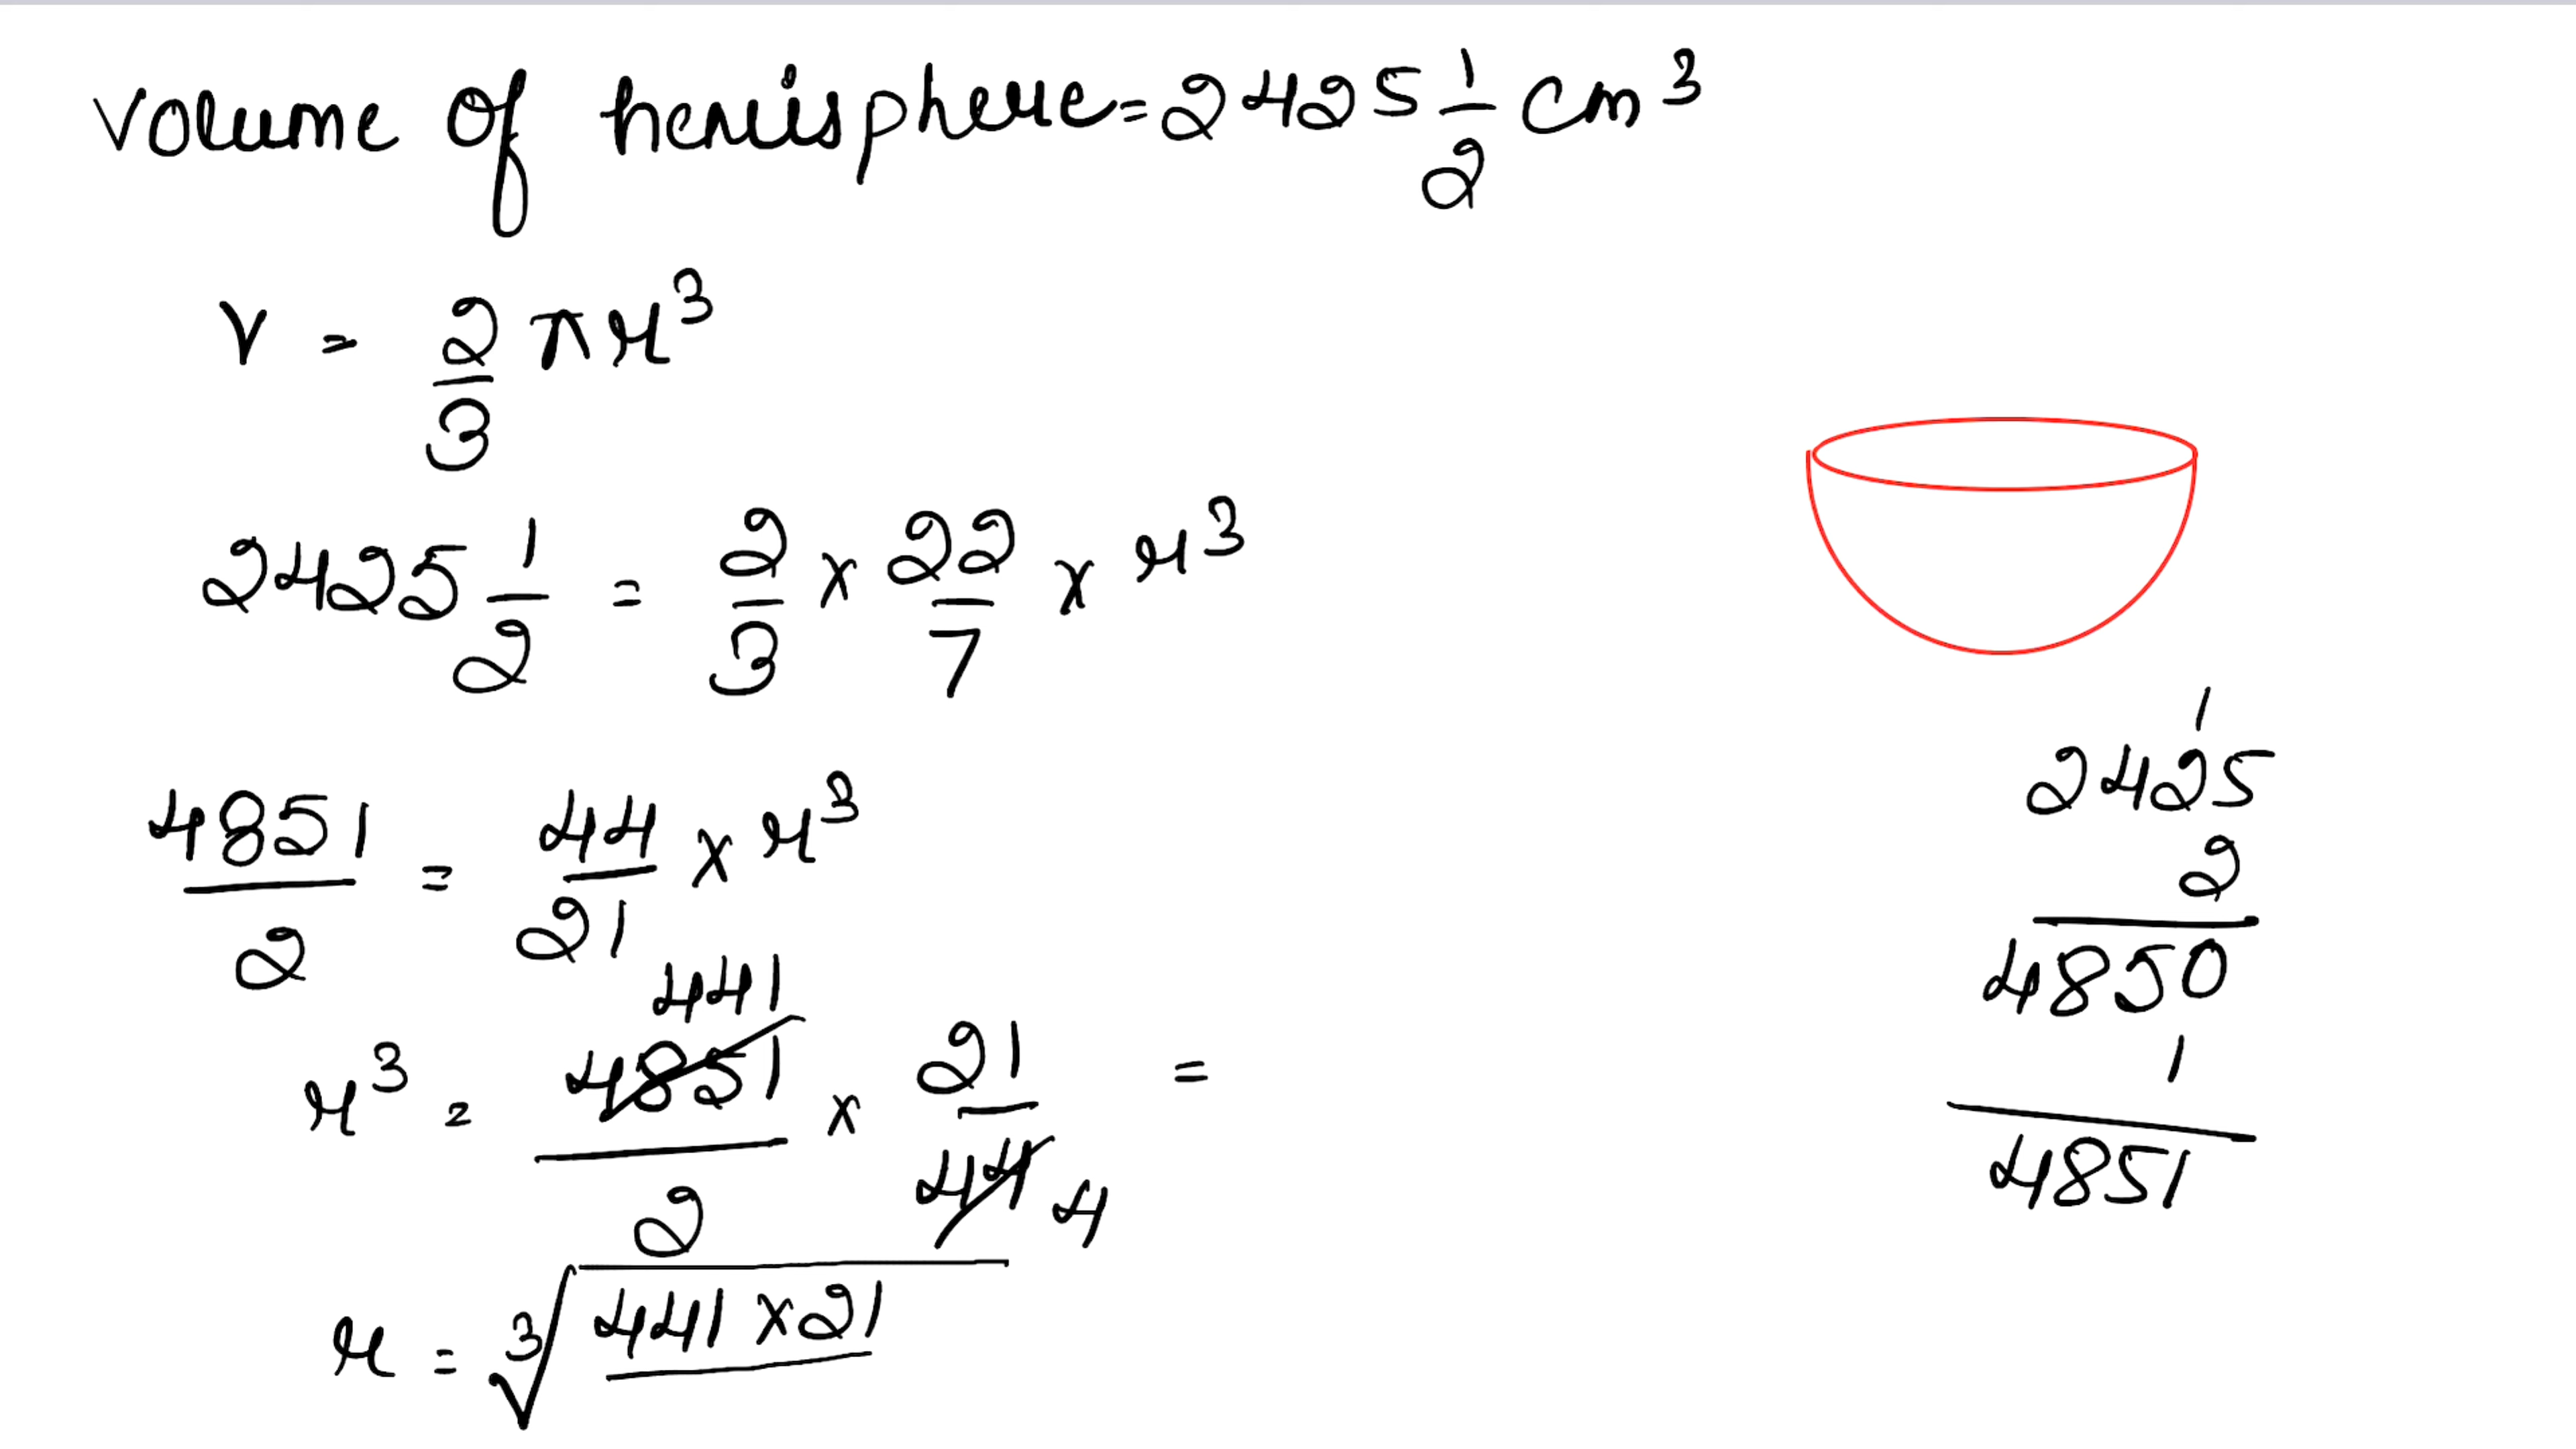 volume of hemisphere = 2425 1/2 cm³
V = 2/3 πr³
2425 1/2 = 2/3 x 22/7 x r³
4851/2 = 44/21 x r³
441
r³ = 4851/2 x 21/44 =
4
r = ³√441 x 21
1
2425
2
4850
1
4851